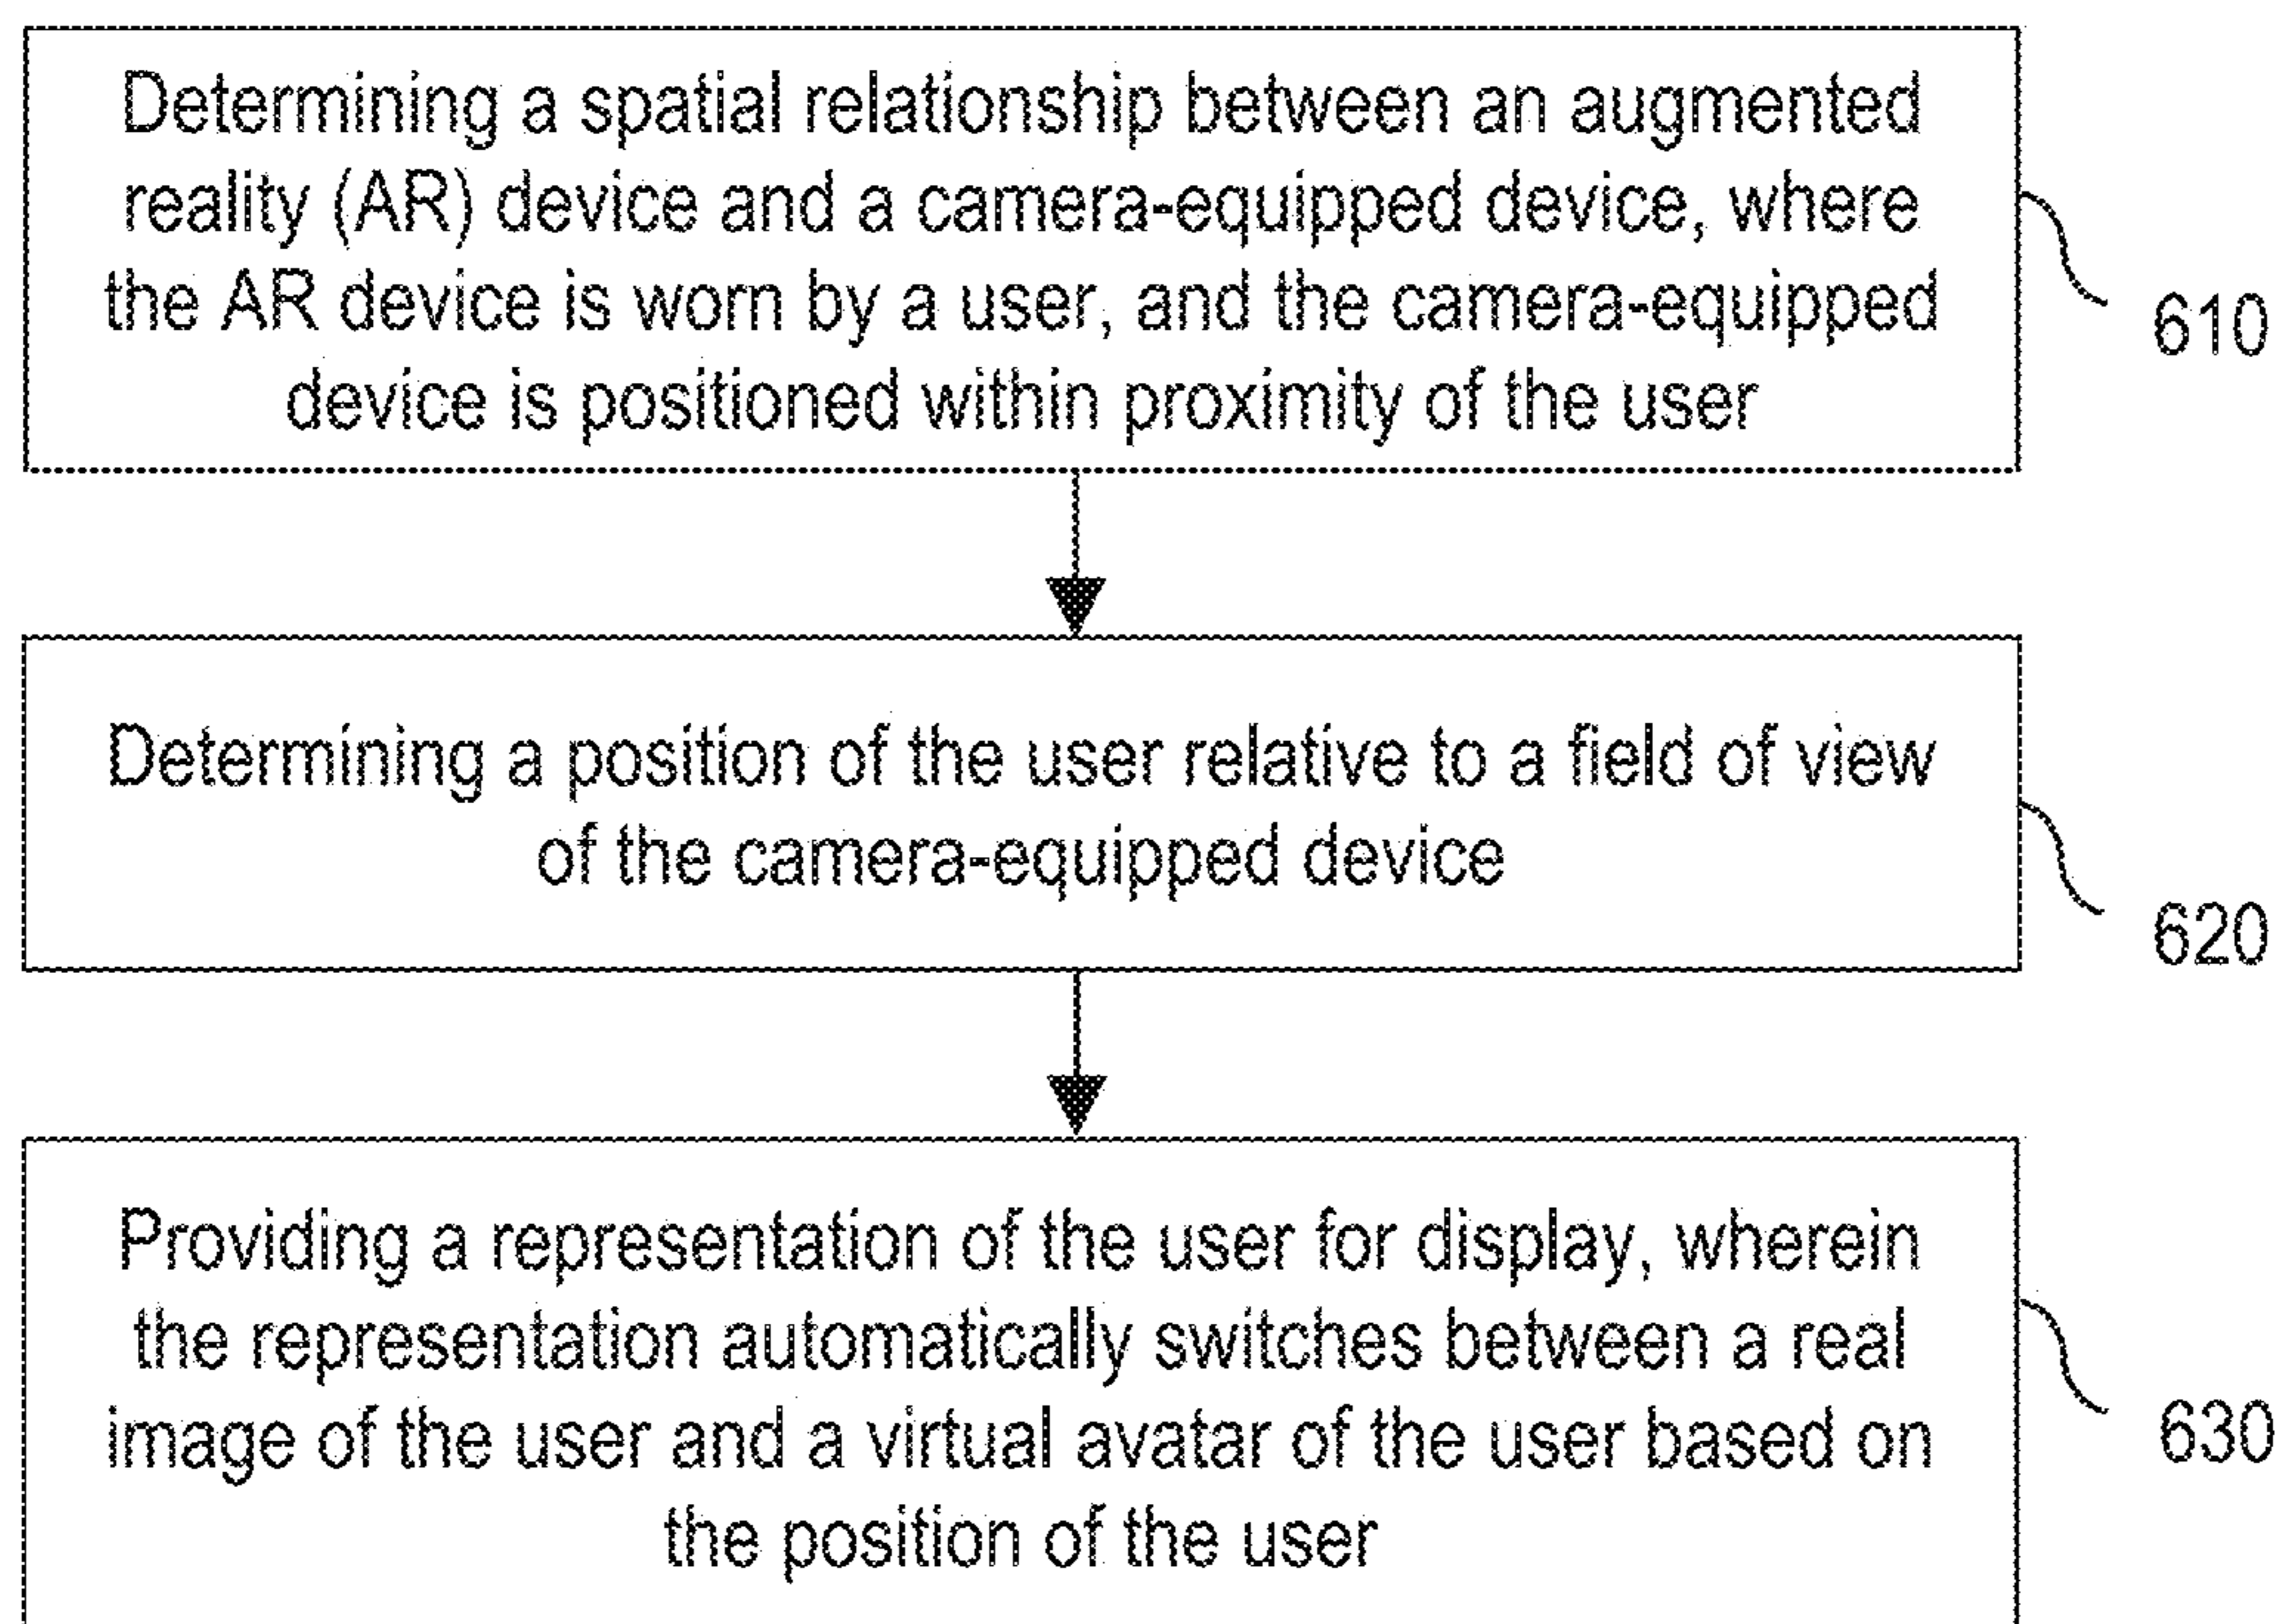 Determining a spatial relationship between an augmented
reality (AR) device and a camera-equipped device, where
the AR device is worn by a user, and the camera-equipped
device is positioned within proximity of the user
610
Determining a position of the user relative to a field of view
of the camera-equipped device
620
Providing a representation of the user for display, wherein
the representation automatically switches between a real
image of the user and a virtual avatar of the user based on
the position of the user
630